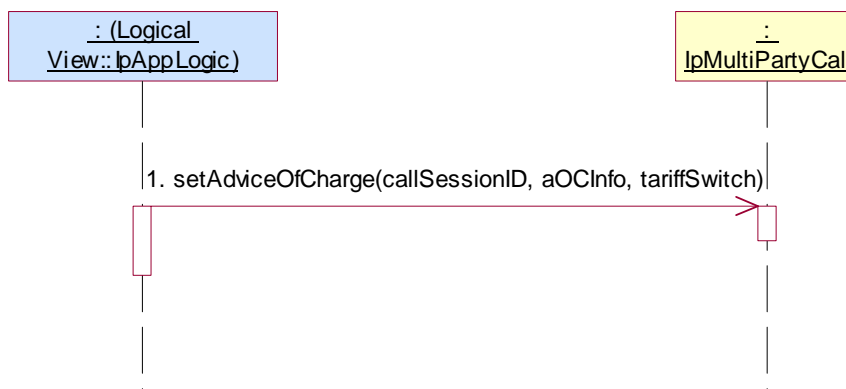 : (Logical
View::IpAppLogic)
:
IpMultiPartyCal
1. setAdviceOfCharge(callSessionID, aOCInfo, tariffSwitch)